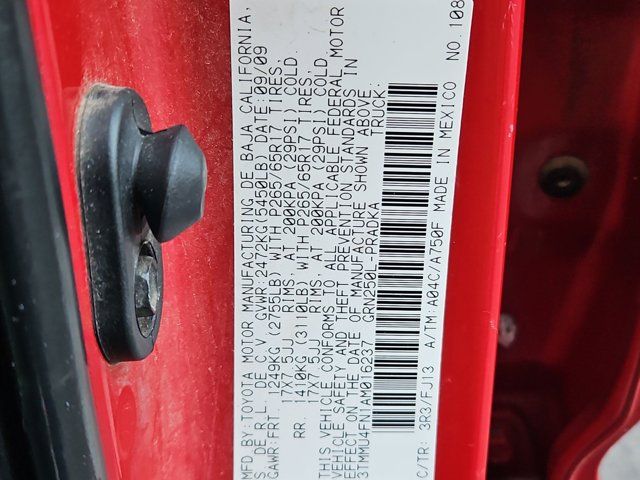 MFD.BY:TOYOTA MOTOR MANUFACTURING DE BAJA CALIFORNIA,
S. DE R.L. DE C.V. GVWR:2472KG(5450LB) DATE:09/09
GAWR:FRT. 1249KG (2755LB) WITH P265/65R17 TIRES,
17X7.5JJ RIMS, AT 200KPA (29PSI) COLD
RR. 1410KG (3110LB) WITH P265/65R17 TIRES,
17X7.5JJ RIMS, AT 200KPA (29PSI) COLD
THIS VEHICLE CONFORMS TO ALL APPLICABLE FEDERAL MOTOR
VEHICLE SAFETY AND THEFT PREVENTION STANDARDS IN
EFFECT ON THE DATE OF MANUFACTURE SHOWN ABOVE.
3TMMU4FN1AM016237 GRN250L-PRADKA TRUCK
C/TR: 3R3/FJ13 A/TM:A04C/A750F MADE IN MEXICO NO.108